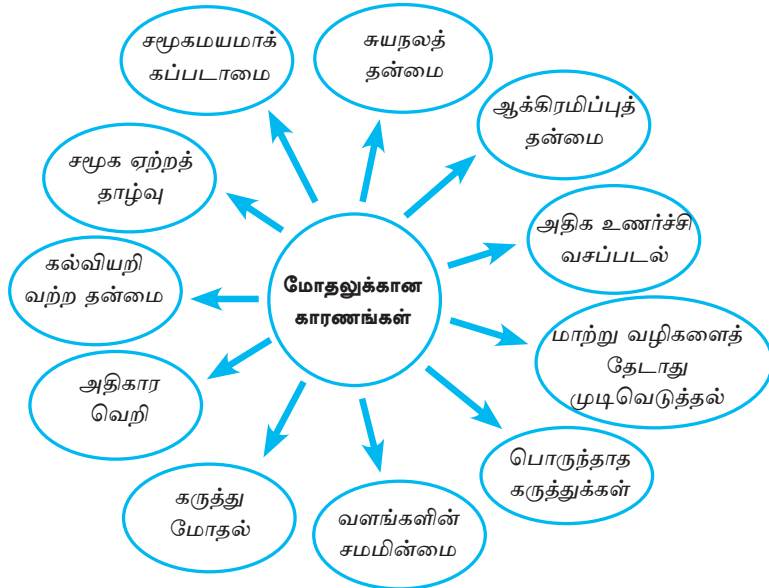 சமூகமயமாக்
கப்படாமை
சுயநலத்
தன்மை
ஆக்கிரமிப்புத்
தன்மை
சமூக ஏற்றத்
தாழ்வு
அதிக உணர்ச்சி
வசப்படல்
கல்வியறி
வற்ற தன்மை
மோதலுக்கான
காரணங்கள்
மாற்று வழிகளைத்
தேடாது
முடிவெடுத்தல்
அதிகார
வெறி
பொருந்தாத
கருத்துக்கள்
கருத்து
மோதல்
வளங்களின்
சமமின்மை